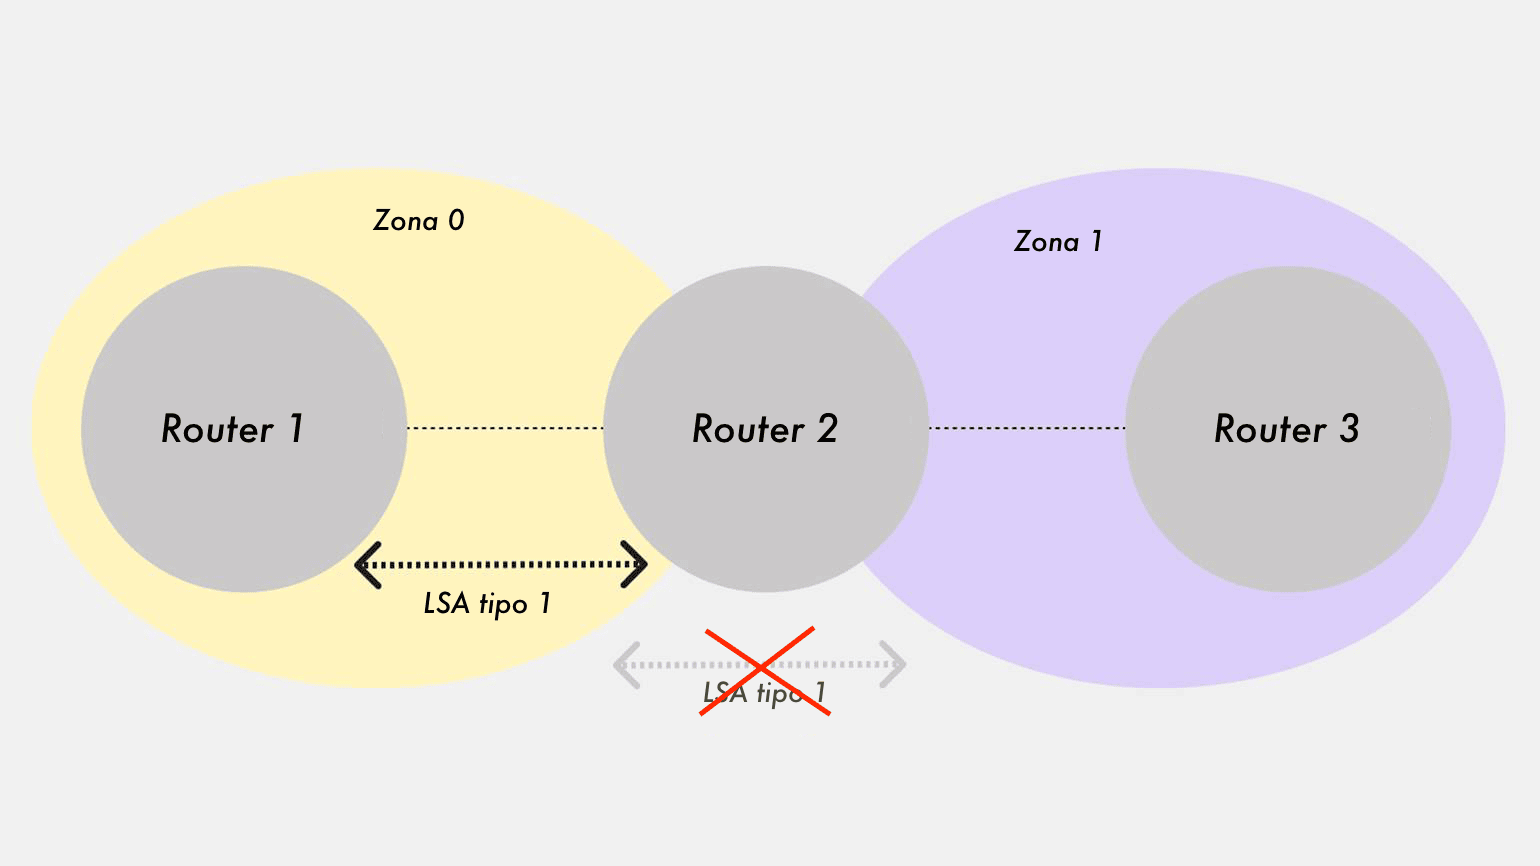 Zona 0
Zona 1
Router 1
Router 2
Router 3
LSA tipo 1
LSA tipo 1